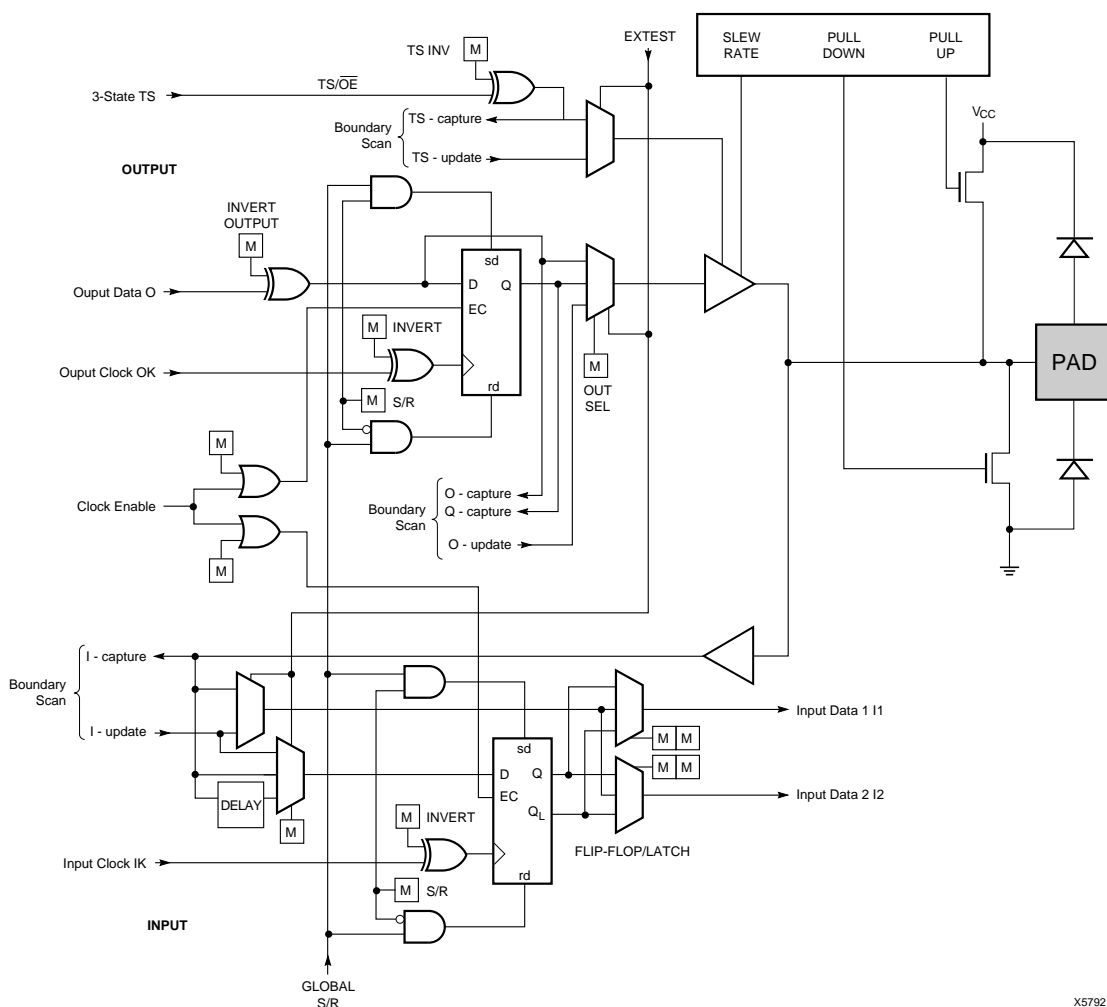 EXTEST
SLEW
RATE
PULL
DOWN
PULL
UP
TS INV
M
TS/OE
3-State TS
TS - capture
Boundary
Scan
TS - update
VCC
OUTPUT
INVERT
OUTPUT
M
sd
D
Q
Ouput Data O
EC
M
INVERT
PAD
M
Ouput Clock OK
rd
OUT
SEL
M
S/R
M
Clock Enable
O - capture
Q - capture
Boundary
Scan
O - update
M
I - capture
Boundary
Scan
I - update
Input Data 1 I1
M
M
sd
D
Q
M
M
EC
Input Data 2 I2
DELAY
M
QL
M
INVERT
FLIP-FLOP/LATCH
Input Clock IK
rd
M
S/R
INPUT
GLOBAL
S/R
X5792